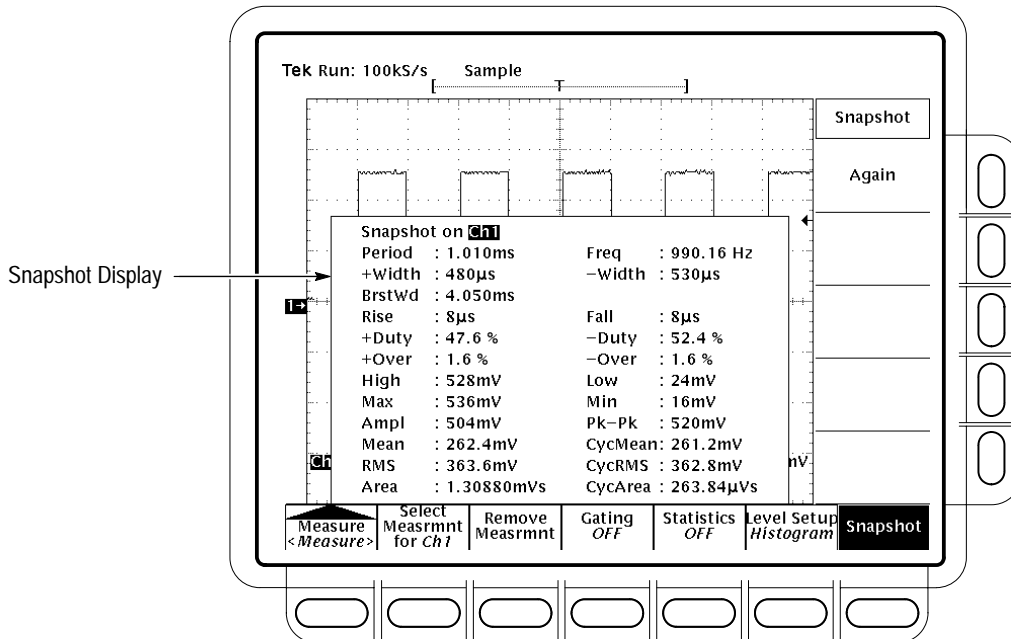 Tek Run: 100kS/s Sample
[ T ]
Snapshot
Again
Snapshot Display
Snapshot on Ch1
Period : 1.010ms Freq : 990.16 Hz
+Width : 480µs −Width : 530µs
BrstWd : 4.050ms
Rise : 8µs Fall : 8µs
+Duty : 47.6 % −Duty : 52.4 %
+Over : 1.6 % −Over : 1.6 %
High : 528mV Low : 24mV
Max : 536mV Min : 16mV
Ampl : 504mV Pk−Pk : 520mV
Mean : 262.4mV CycMean: 261.2mV
RMS : 363.6mV CycRMS : 362.8mV
Area : 1.30880mVs CycArea : 263.84µVs
1
Ch
mV
Measure
<Measure>
Select
Measrmnt
for Ch1
Remove
Measrmnt
Gating
OFF
Statistics
OFF
Level Setup
Histogram
Snapshot